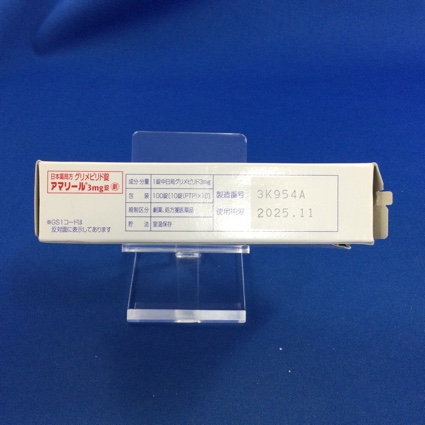 日本薬局方 グリメピリド錠
アマリール®3mg錠 劇
※GS1コードは
反対面に表示してあります
成分・分量 1錠中日局グリメピリド3mg
包装 100錠[10錠(PTP)×10]
規制区分 劇薬、処方箋医薬品
貯法 室温保存
製造番号 3K954A
使用期限 2025.11